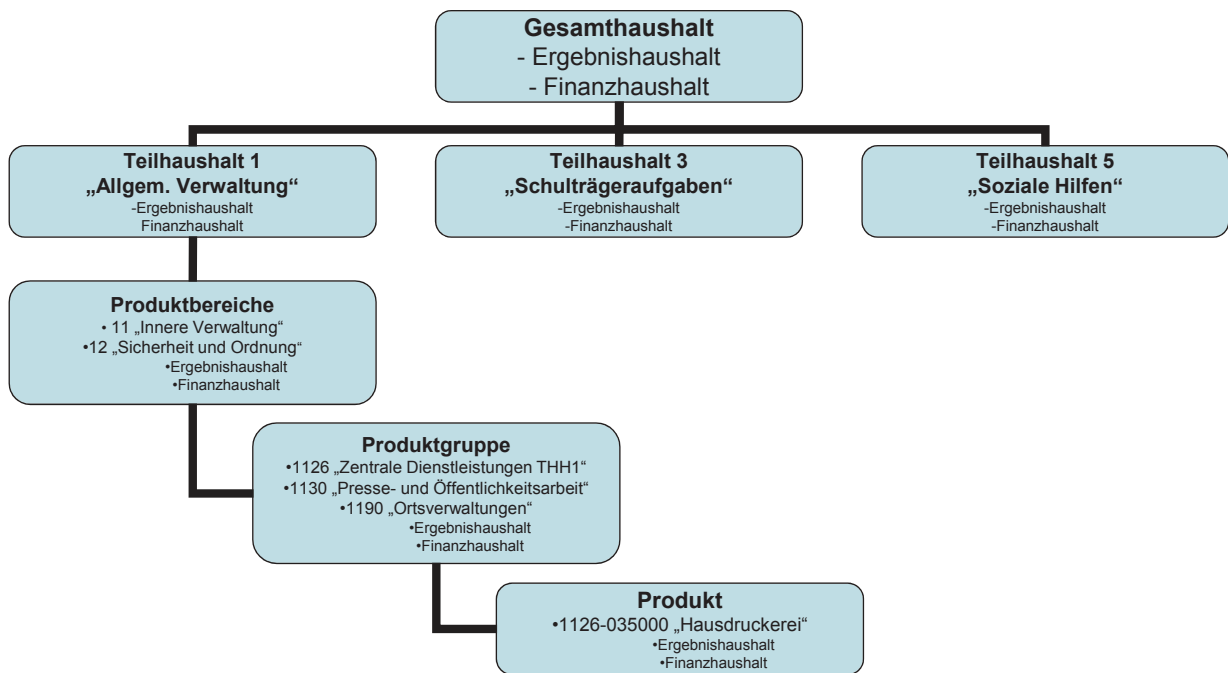 Gesamthaushalt
- Ergebnishaushalt
- Finanzhaushalt
Teilhaushalt 1
„Allgem. Verwaltung“
-Ergebnishaushalt
Finanzhaushalt
Teilhaushalt 3
„Schulträgeraufgaben“
-Ergebnishaushalt
-Finanzhaushalt
Teilhaushalt 5
„Soziale Hilfen“
-Ergebnishaushalt
-Finanzhaushalt
Produktbereiche
• 11 „Innere Verwaltung“
•12 „Sicherheit und Ordnung“
•Ergebnishaushalt
•Finanzhaushalt
Produktgruppe
•1126 „Zentrale Dienstleistungen THH1“
•1130 „Presse- und Öffentlichkeitsarbeit“
•1190 „Ortsverwaltungen“
•Ergebnishaushalt
•Finanzhaushalt
Produkt
•1126-035000 „Hausdruckerei“
•Ergebnishaushalt
•Finanzhaushalt